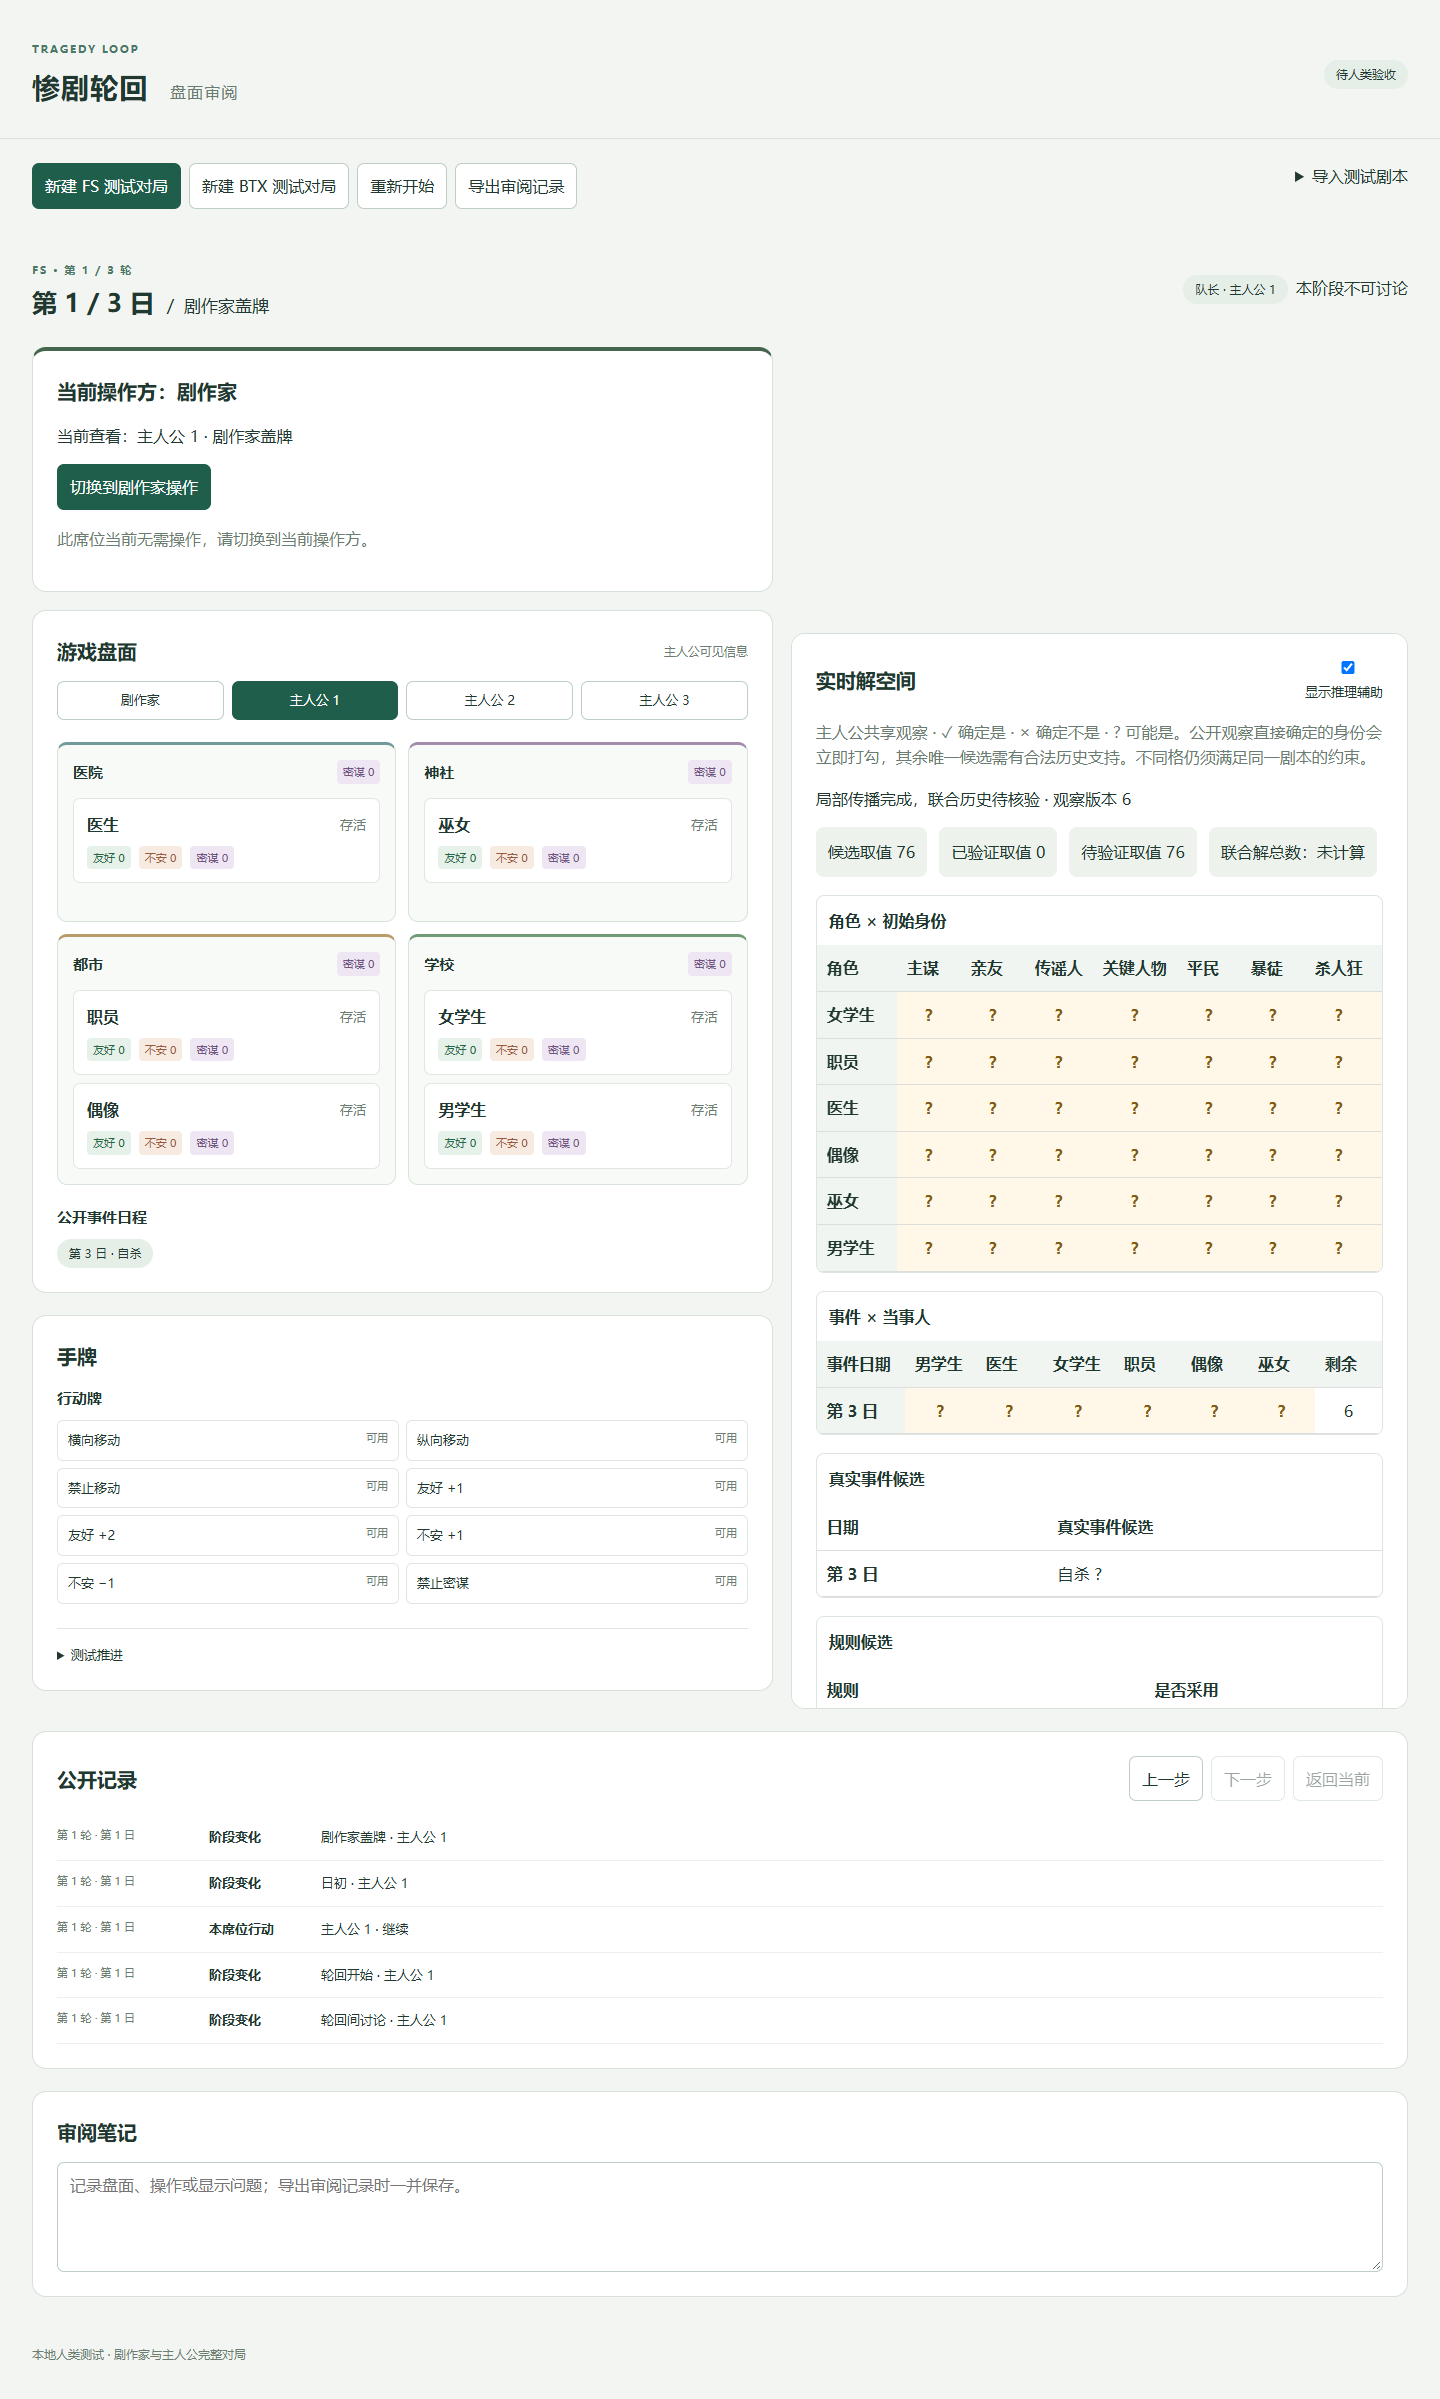 TRAGEDY LOOP
惨剧轮回 盘面审阅
待人类验收
新建 FS 测试对局
新建 BTX 测试对局
重新开始
导出审阅记录
▶ 导入测试剧本
FS · 第 1 / 3 轮
第 1 / 3 日 / 剧作家盖牌
队长 · 主人公 1
本阶段不可讨论
当前操作方：剧作家
当前查看：主人公 1 · 剧作家盖牌
切换到剧作家操作
此席位当前无需操作，请切换到当前操作方。
游戏盘面
主人公可见信息
剧作家
主人公 1
主人公 2
主人公 3
医院 密谋 0
医生 存活
友好 0 不安 0 密谋 0
神社 密谋 0
巫女 存活
友好 0 不安 0 密谋 0
都市 密谋 0
职员 存活
友好 0 不安 0 密谋 0
偶像 存活
友好 0 不安 0 密谋 0
学校 密谋 0
女学生 存活
友好 0 不安 0 密谋 0
男学生 存活
友好 0 不安 0 密谋 0
公开事件日程
第 3 日 · 自杀
手牌
行动牌
横向移动 可用
纵向移动 可用
禁止移动 可用
友好 +1 可用
友好 +2 可用
不安 +1 可用
不安 −1 可用
禁止密谋 可用
▶ 测试推进
实时解空间
显示推理辅助
主人公共享观察 · ✓ 确定是 · × 确定不是 · ? 可能是。公开观察直接确定的身份会
立即打勾，其余唯一候选需有合法历史支持。不同格仍须满足同一剧本的约束。
局部传播完成，联合历史待核验 · 观察版本 6
候选取值 76
已验证取值 0
待验证取值 76
联合解总数：未计算
角色 × 初始身份
角色 主谋 亲友 传谣人 关键人物 平民 暴徒 杀人狂
女学生 ? ? ? ? ? ? ?
职员 ? ? ? ? ? ? ?
医生 ? ? ? ? ? ? ?
偶像 ? ? ? ? ? ? ?
巫女 ? ? ? ? ? ? ?
男学生 ? ? ? ? ? ? ?
事件 × 当事人
事件日期 男学生 医生 女学生 职员 偶像 巫女 剩余
第 3 日 ? ? ? ? ? ? 6
真实事件候选
日期 真实事件候选
第 3 日 自杀 ?
规则候选
规则 是否采用
公开记录
上一步
下一步
返回当前
第 1 轮 · 第 1 日 阶段变化 剧作家盖牌 · 主人公 1
第 1 轮 · 第 1 日 阶段变化 日初 · 主人公 1
第 1 轮 · 第 1 日 本席位行动 主人公 1 · 继续
第 1 轮 · 第 1 日 阶段变化 轮回开始 · 主人公 1
第 1 轮 · 第 1 日 阶段变化 轮回间讨论 · 主人公 1
审阅笔记
记录盘面、操作或显示问题；导出审阅记录时一并保存。
本地人类测试 · 剧作家与主人公完整对局